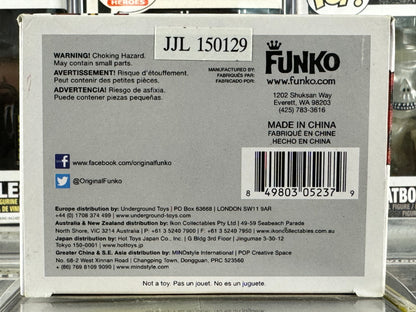 HEROES
JJL 150129
WARNING! Choking Hazard.
May contain small parts.
AVERTISSEMENT! Risque d'étouffement.
Peut contenir des petites pièces.
ADVERTENCIA! Riesgo de asfixia.
Puede contener piezas pequeñas.
MANUFACTURED BY:
FABRIQUÉS PAR:
FABRICADO POR:
FUNKO
www.funko.com
1202 Shuksan Way
Everett, WA 98203
(425) 783-3616
MADE IN CHINA
FABRIQUÉ EN CHINE
HECHO EN CHINA
www.facebook.com/originalfunko
@OriginalFunko
8 49803 05237 9
Europe distribution by: Underground Toys | PO Box 63668 | LONDON SW11 9AR
+44 (0) 1708 374 499 | www.undergroundtoys.com
Australia & New Zealand distribution by: Ikon Collectables Pty Ltd | 49-59 Seabeach Parade
North Shore, VIC 3214 Australia | P: +61 3 5240 7900 | F: +61 3 5240 7950 | www.ikoncollectables.com.au
Japan distribution by: Hot Toys Japan Co., Inc. | G Bldg 3rd Floor | Jingumae 3-30-12
Tokyo 150-0001 | www.hottoys.jp
Greater China & S.E. Asia distribution by: MINDstyle International | POP Creative Space
No. 68-2 West Xinnan Road | Changping Town, Dongguan, PRC 523560
+ (86) 769 8109 9090 | www.mindstyle.com
Not a Toy. Pas un jouet. No es un juguete.